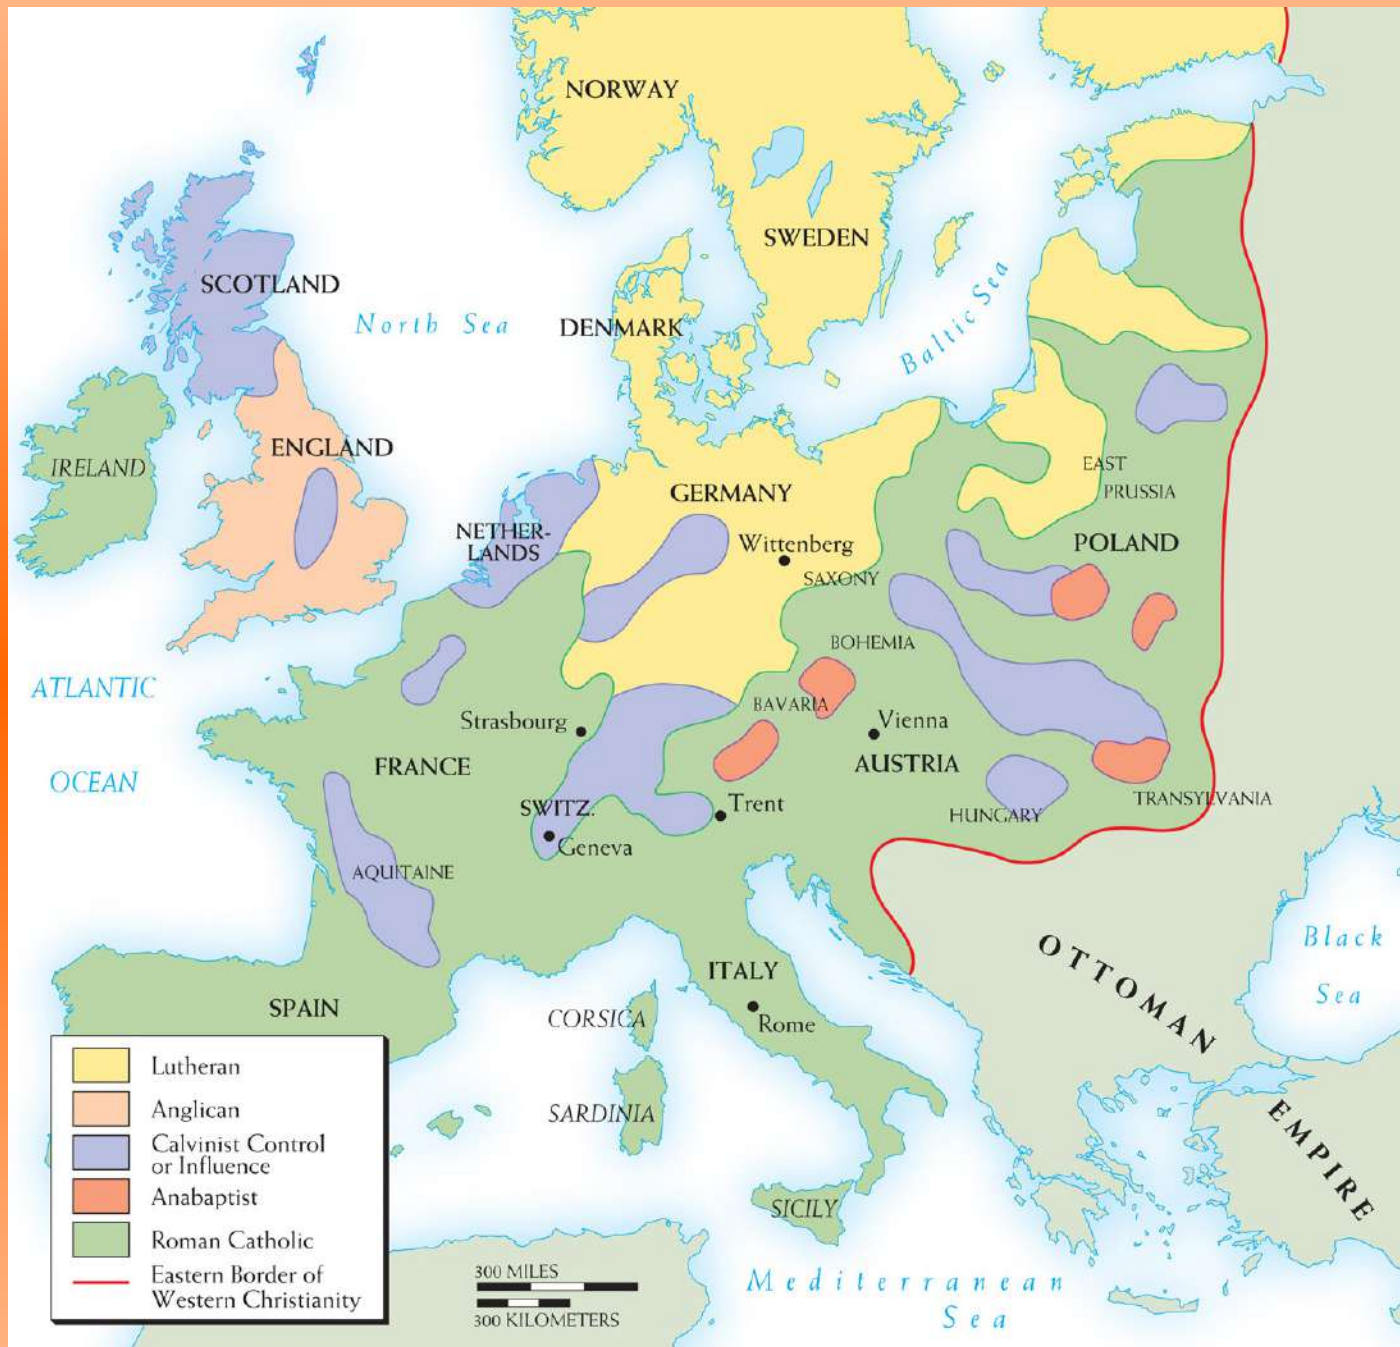 NORWAY
SWEDEN
SCOTLAND
North Sea
DENMARK
Baltic Sea
IRELAND
ENGLAND
EAST
PRUSSIA
GERMANY
NETHER-
LANDS
Wittenberg
SAXONY
POLAND
BOHEMIA
ATLANTIC
OCEAN
BAVARIA
Strasbourg
Vienna
FRANCE
AUSTRIA
SWITZ.
Trent
HUNGARY
TRANSYLVANIA
Geneva
AQUITAINE
OTTOMAN
EMPIRE
Black
Sea
ITALY
SPAIN
CORSICA
Rome
SARDINIA
SICILY
Mediterranean
Sea
Lutheran
Anglican
Calvinist Control
or Influence
Anabaptist
Roman Catholic
Eastern Border of
Western Christianity
300 MILES
300 KILOMETERS